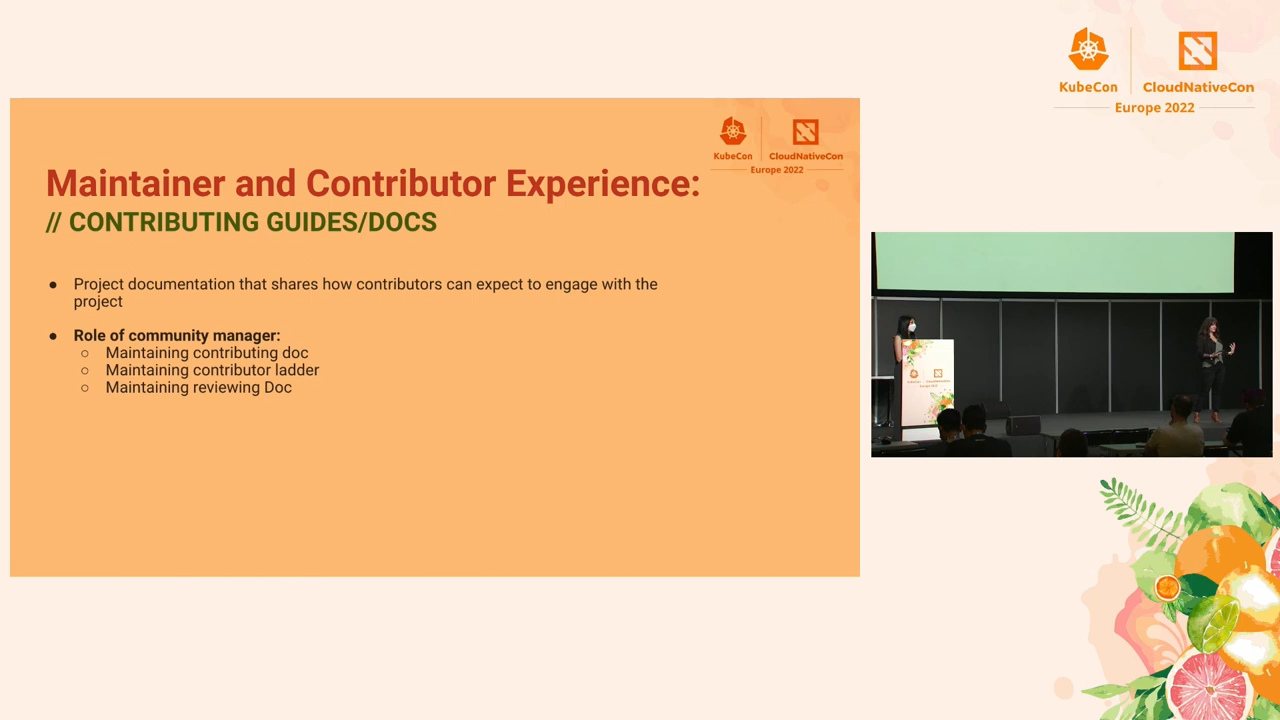 KubeCon
CloudNativeCon
Europe 2022
KubeCon
CloudNativeCon
Europe 2022
Maintainer and Contributor Experience:
// CONTRIBUTING GUIDES/DOCS
● Project documentation that shares how contributors can expect to engage with the
project
● Role of community manager:
○ Maintaining contributing doc
○ Maintaining contributor ladder
○ Maintaining reviewing Doc